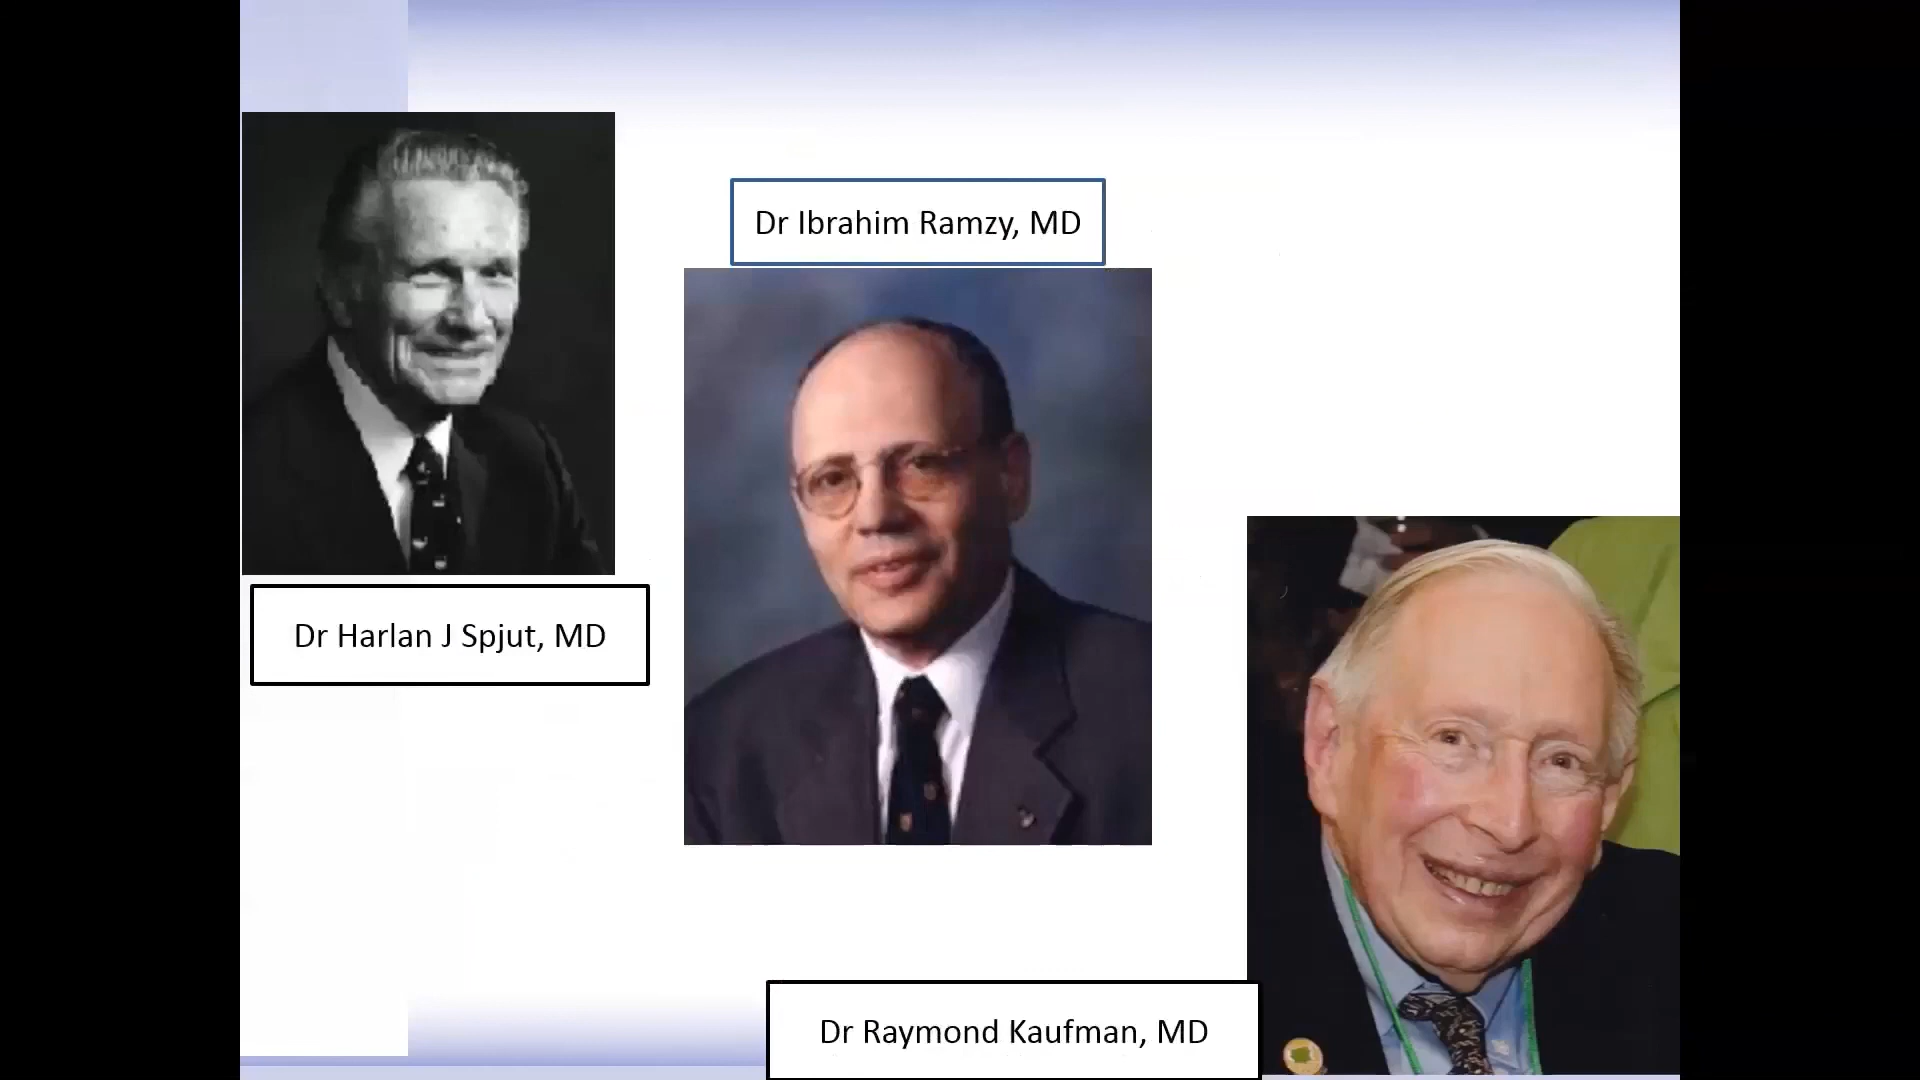 Dr Ibrahim Ramzy, MD
Dr Harlan J Spjut, MD
Dr Raymond Kaufman, MD